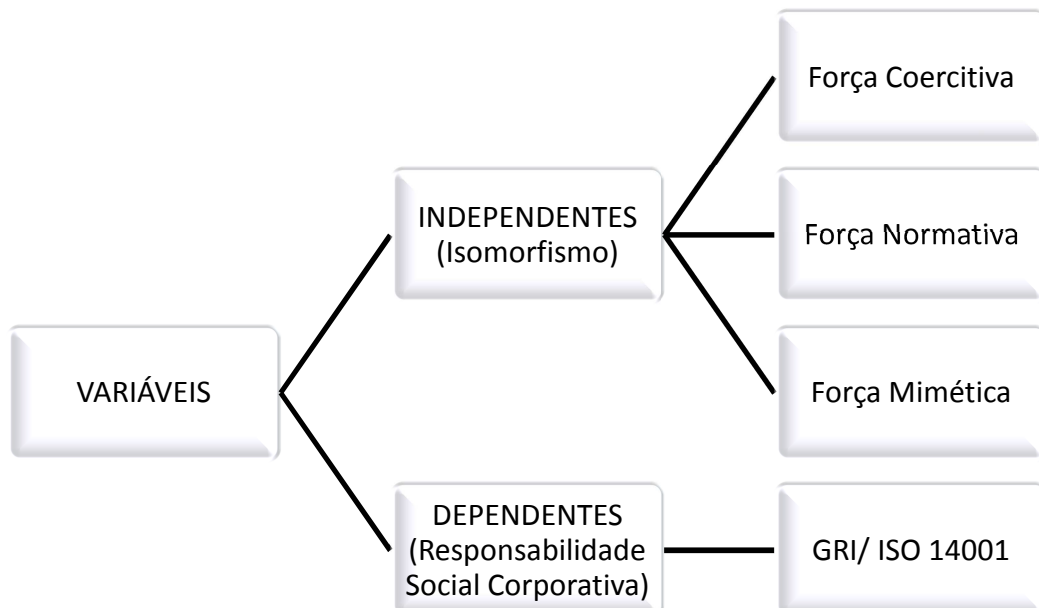 VARIÁVEIS
INDEPENDENTES
(Isomorfismo)
Força Coercitiva
Força Normativa
Força Mimética
DEPENDENTES
(Responsabilidade
Social Corporativa)
GRI/ ISO 14001